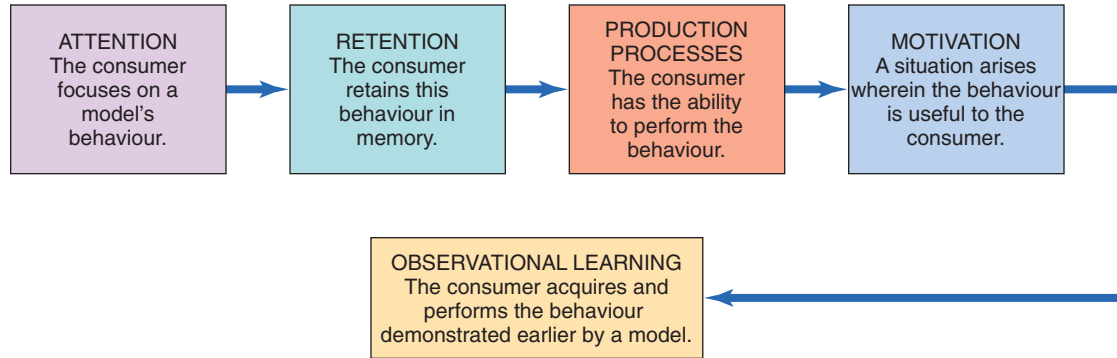 ATTENTION
The consumer
focuses on a
model's
behaviour.
RETENTION
The consumer
retains this
behaviour in
memory.
PRODUCTION
PROCESSES
The consumer
has the ability
to perform the
behaviour.
MOTIVATION
A situation arises
wherein the behaviour
is useful to the
consumer.
OBSERVATIONAL LEARNING
The consumer acquires and
performs the behaviour
demonstrated earlier by a model.